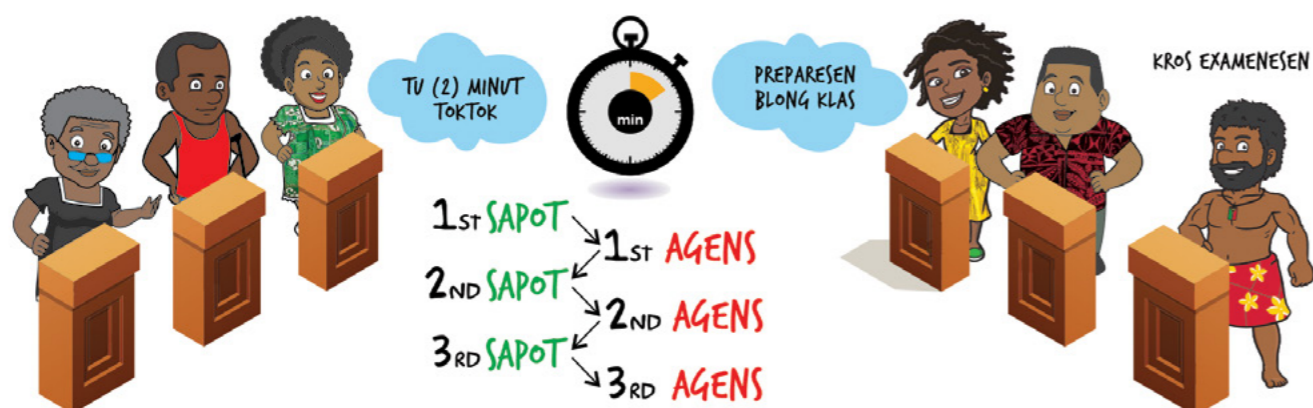 TU (2) MINUT
TOKTOK
min
PREPARESEN
BLONG KLAS
KROS EXAMENESEN
1ST SAPOT
1ST AGENS
2ND SAPOT
2ND AGENS
3RD SAPOT
3RD AGENS